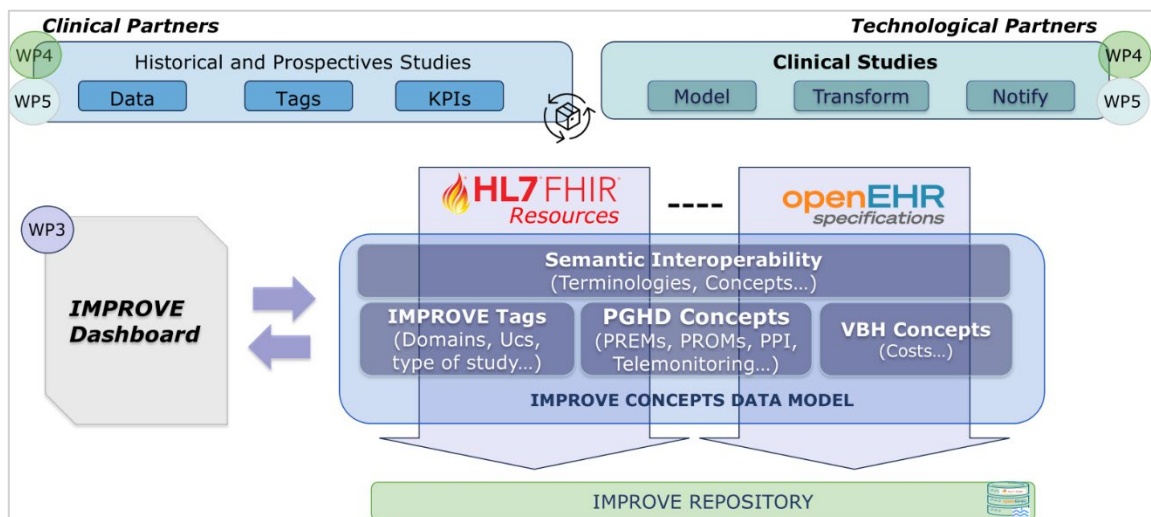 Clinical Partners
Technological Partners
WP4
WP5
Historical and Prospectives Studies
Data
Tags
KPIs
Clinical Studies
Model
Transform
Notify
WP4
WP5
HL7 FHIR®
Resources
----
openEHR
specifications
WP3
IMPROVE
Dashboard
Semantic Interoperability
(Terminologies, Concepts...)
IMPROVE Tags
(Domains, Ucs,
type of study...)
PGHD Concepts
(PREMs, PROMs, PPI,
Telemonitoring...)
VBH Concepts
(Costs...)
IMPROVE CONCEPTS DATA MODEL
IMPROVE REPOSITORY